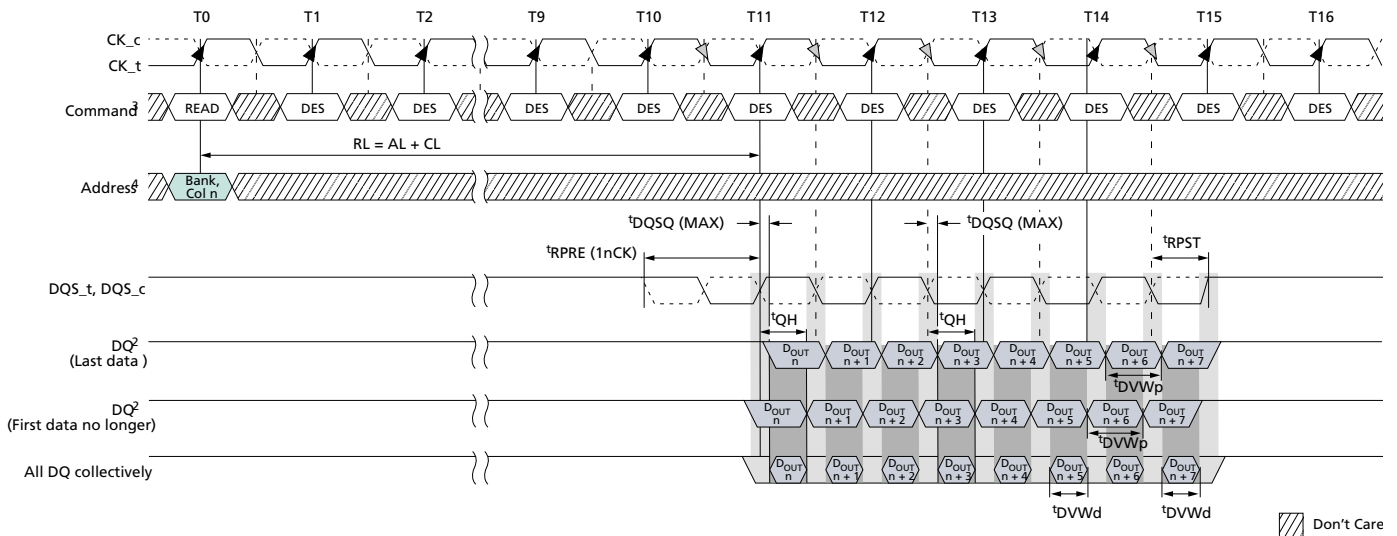 T0 T1 T2 T9 T10 T11 T12 T13 T14 T15 T16
CK_c
CK_t
Command3 READ DES DES DES DES DES DES DES DES DES DES
RL = AL + CL
Address4 Bank, Col n
tDQSQ (MAX) tDQSQ (MAX)
tRPRE (1nCK) tRPST
DQS_t, DQS_c
tQH tQH
DQ2 (Last data ) DOUT n DOUT n + 1 DOUT n + 2 DOUT n + 3 DOUT n + 4 DOUT n + 5 DOUT n + 6 DOUT n + 7
tDVWp
DQ2 (First data no longer) DOUT n DOUT n + 1 DOUT n + 2 DOUT n + 3 DOUT n + 4 DOUT n + 5 DOUT n + 6 DOUT n + 7
tDVWp
All DQ collectively DOUT n DOUT n + 1 DOUT n + 2 DOUT n + 3 DOUT n + 4 DOUT n + 5 DOUT n + 6 DOUT n + 7
tDVWd tDVWd
Don't Care